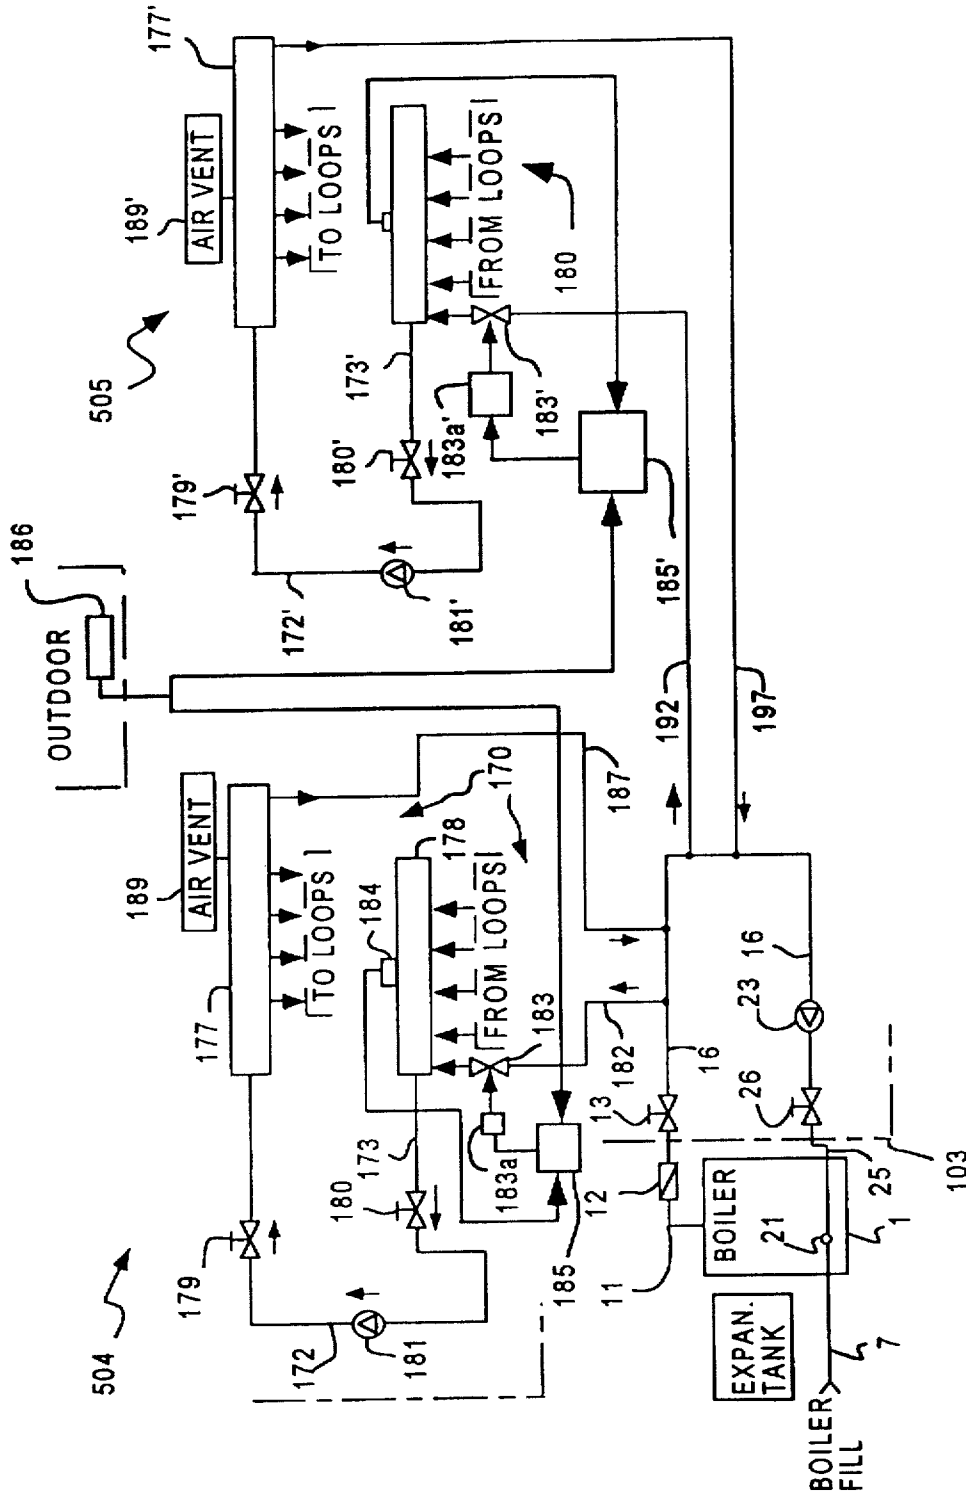 504
505
OUTDOOR
186
189
AIR VENT
177
TO LOOPS
179
172
181
180
173
184
178
170
FROM LOOPS
183
183a
185
187
182
189'
AIR VENT
177'
TO LOOPS
179'
172'
181'
180'
173'
FROM LOOPS
180
183'
183a'
185'
192
197
11
12
13
16
BOILER
21
1
25
103
26
23
16
EXPAN.
TANK
BOILER
FILL
7